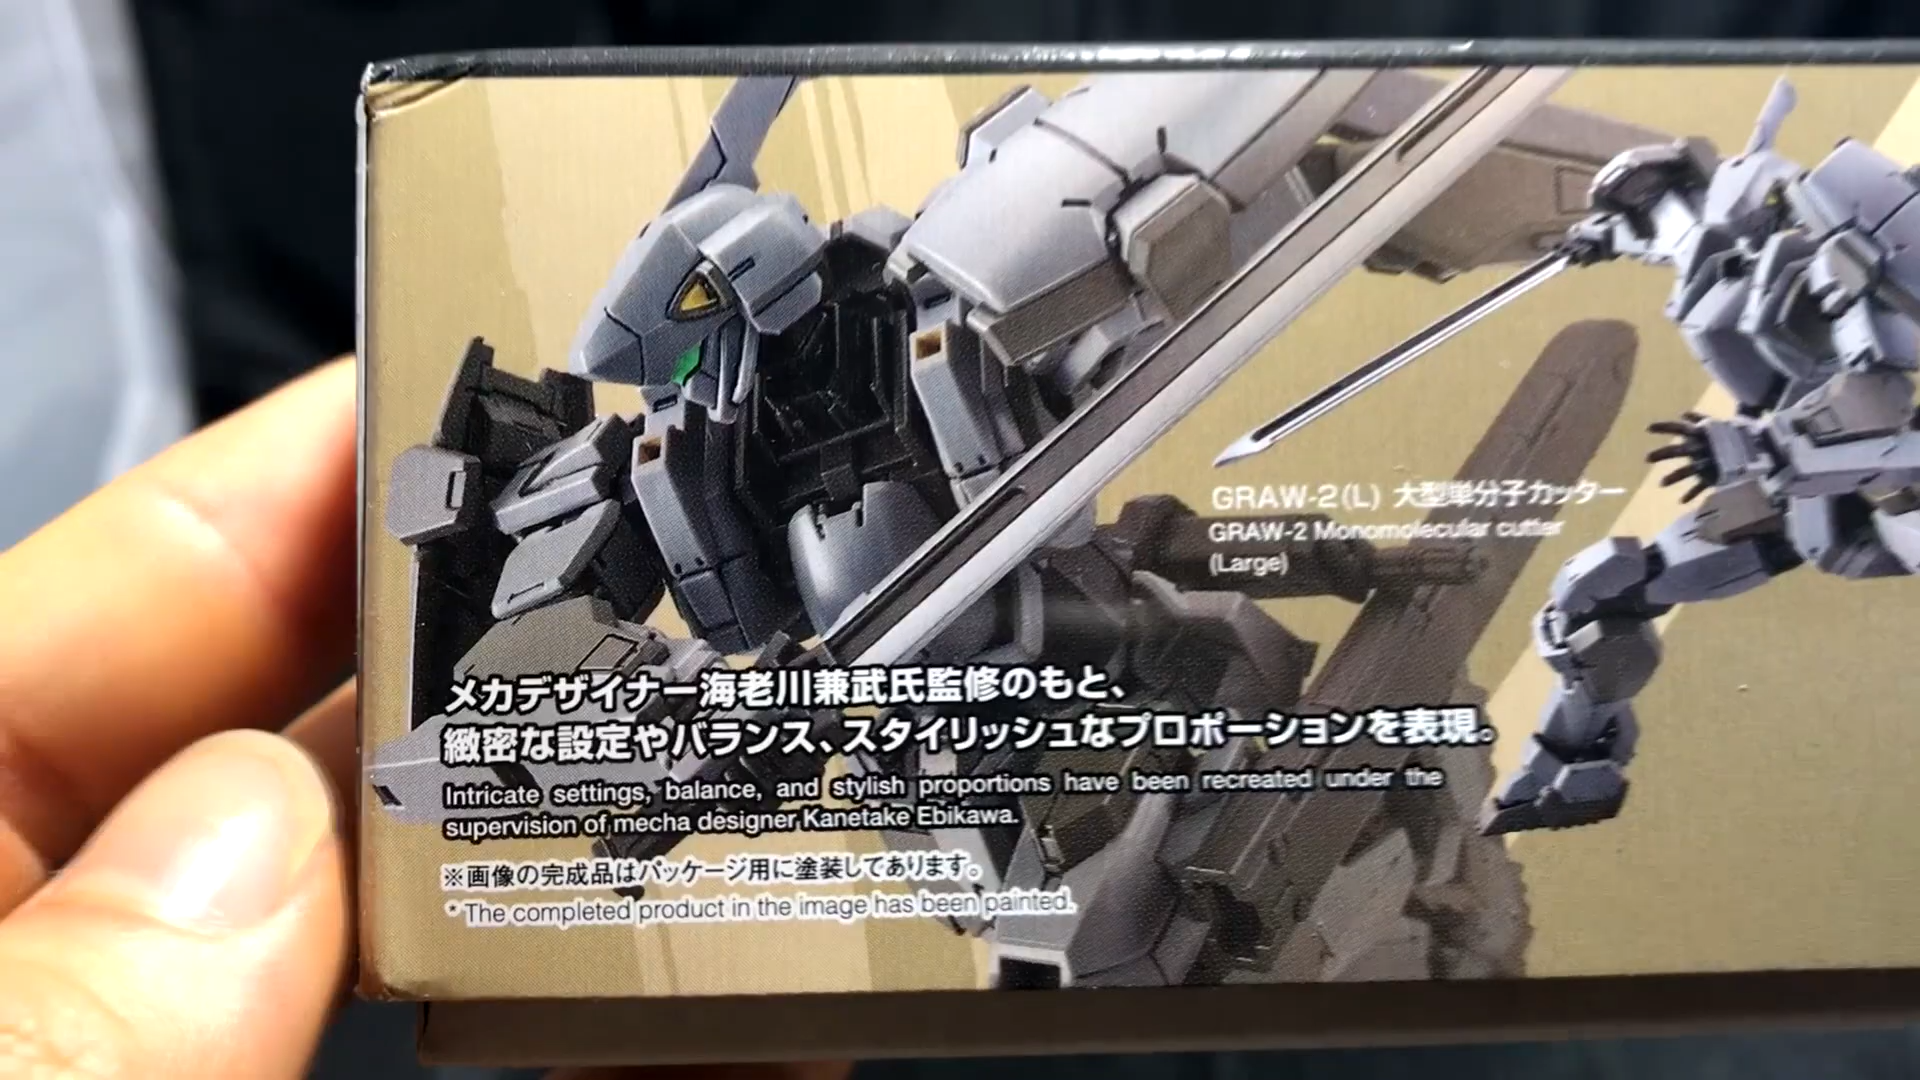 GRAW-2(L) 大型単分子カッター
GRAW-2 Monomolecular cutter
(Large)
メカデザイナー海老川兼武氏監修のもと、
緻密な設定やバランス、スタイリッシュなプロポーションを表現。
Intricate settings, balance, and stylish proportions have been recreated under the
supervision of mecha designer Kanetake Ebikawa.
※画像の完成品はパッケージ用に塗装してあります。
* The completed product in the image has been painted.